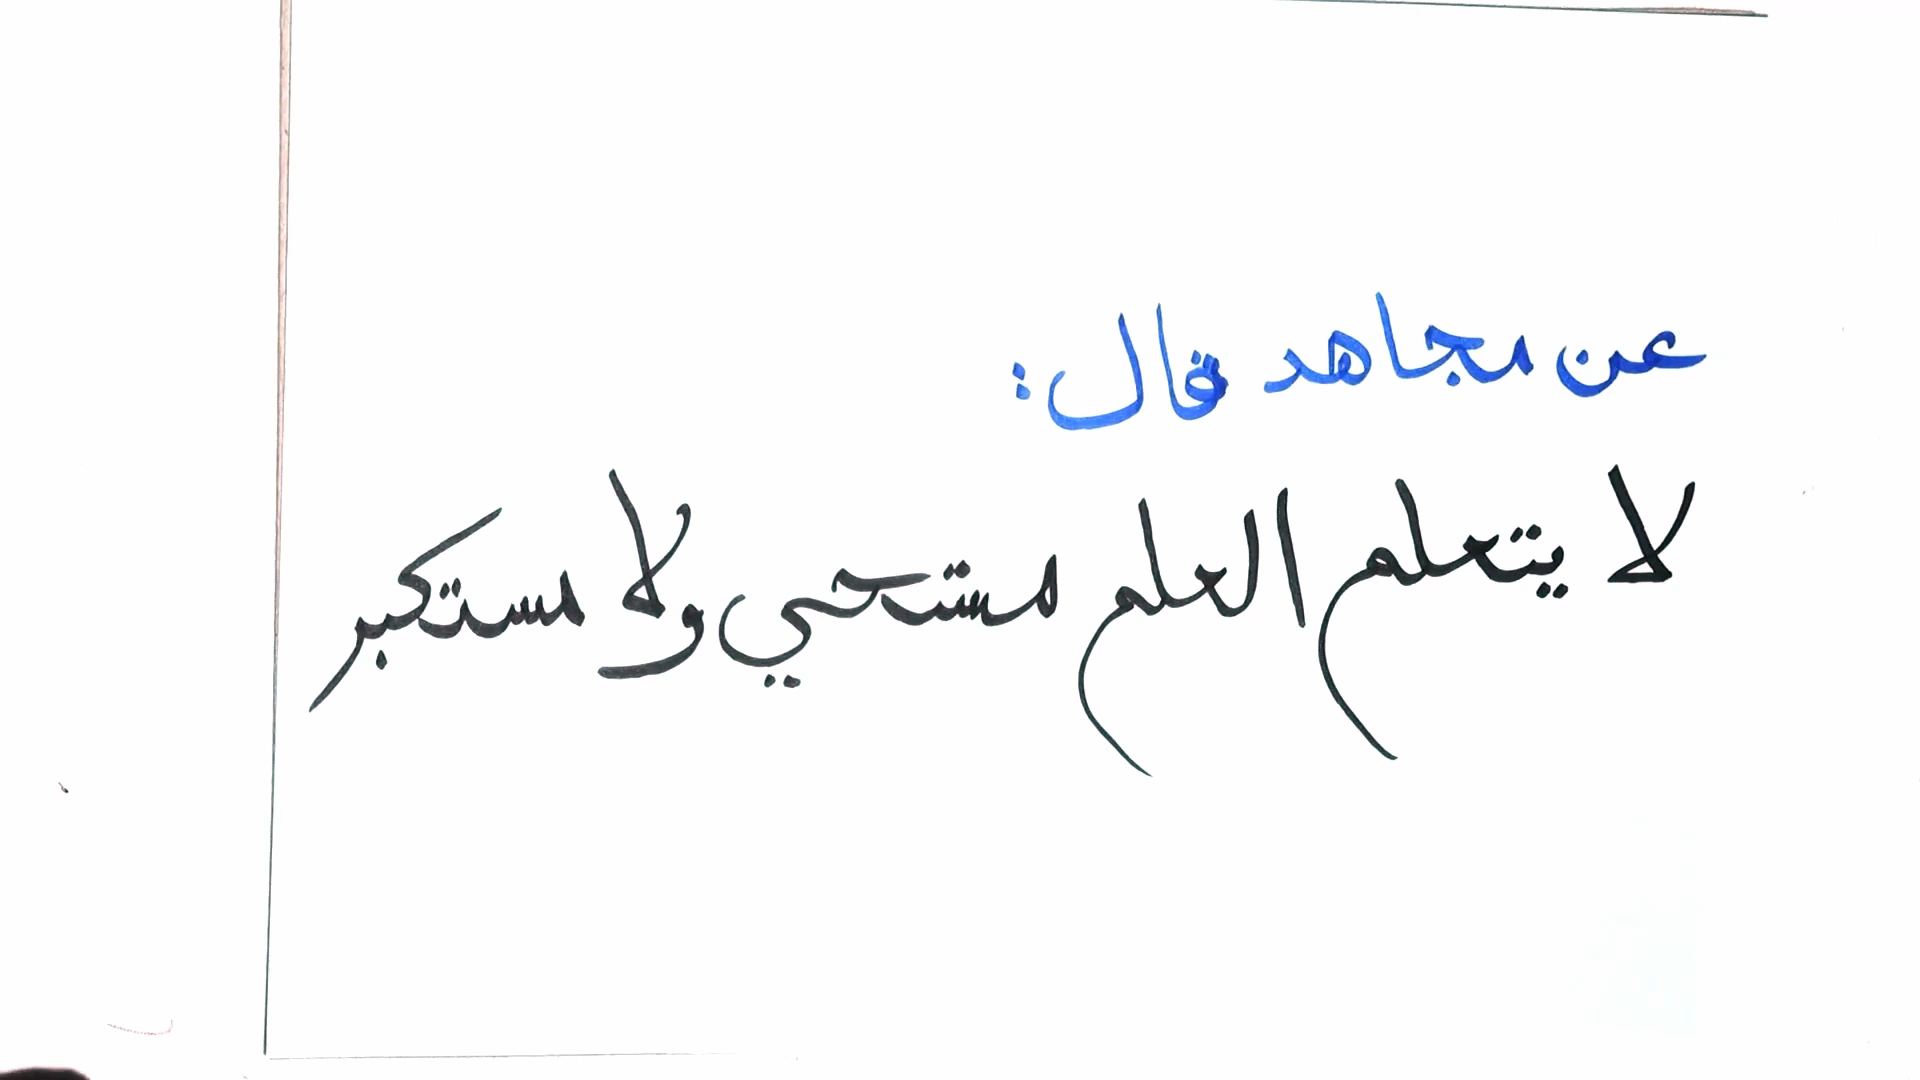 عن مجاهد قال:
لا يتعلم العلم مستحي ولا مستكبر